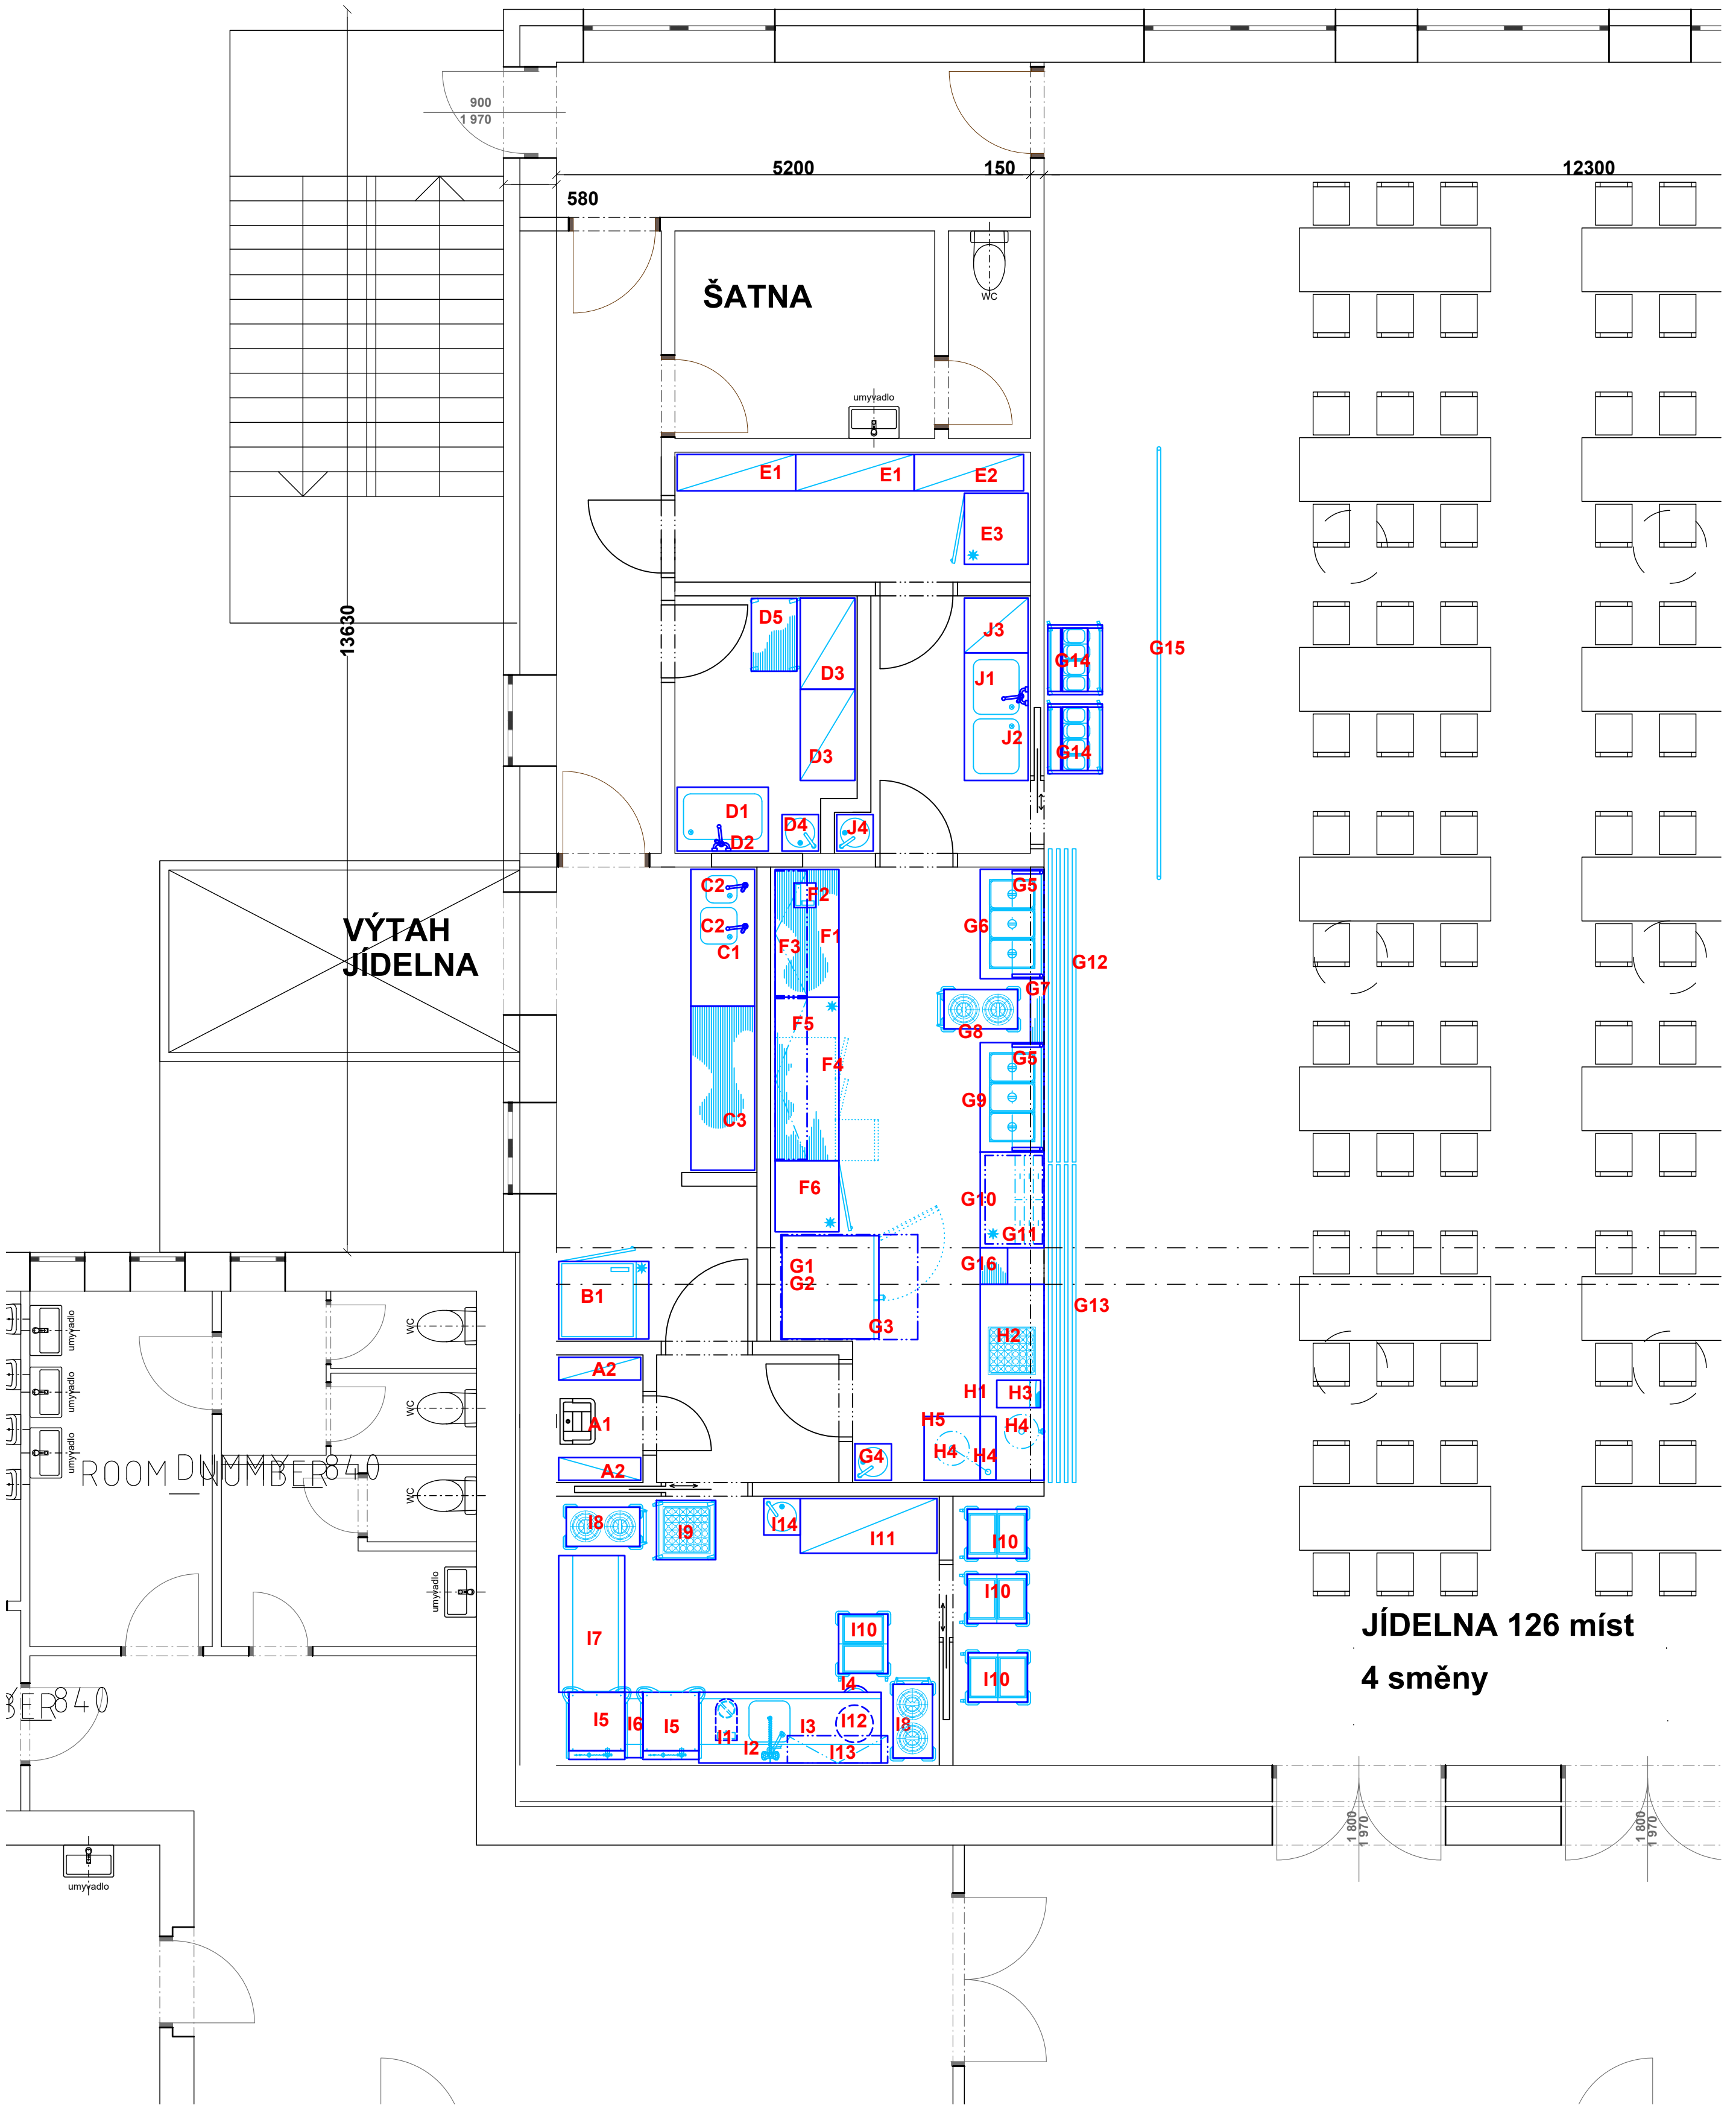 900
1 970
5200
150
12300
580
ŠATNA
WC
umyvadlo
E1
E1
E2
E3
13630
D5
J3
G14
G15
D3
J1
J2
G14
D3
D1
D4
J4
D2
C2
F2
G5
C2
F1
G6
VÝTAH
JÍDELNA
C1
F3
G12
G7
F5
G8
F4
G5
G9
C3
F6
G10
G11
G1
G16
G2
B1
G13
G3
H2
WC
umyvadlo
A2
H1
H3
umyvadlo
WC
A1
H5
H4
H4
H4
G4
umyvadlo
A2
ROOM_NUMBER
DUMMY 840
WC
I8
I9
I14
I11
I10
I10
umyvadlo
I7
I10
JÍDELNA 126 míst
4 směny
I10
I4
BER
840
I5
I6
I5
I1
I3
I12
I8
I2
I13
1 800
1 970
1 800
1 970
umyvadlo